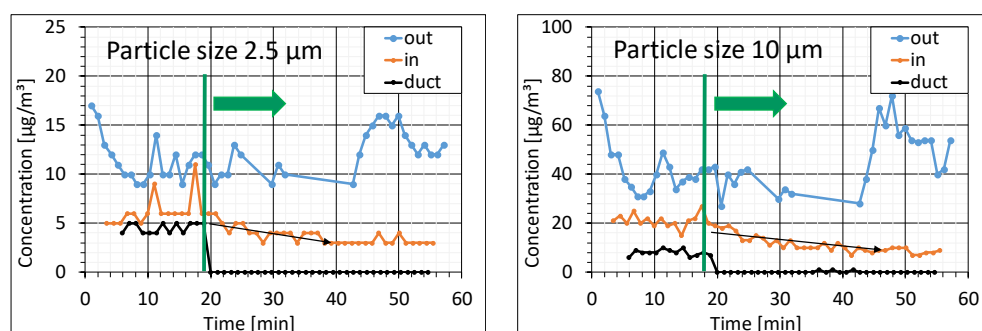 Particle size 2.5 µm
out
in
duct
Concentration [µg/m³]
25
20
15
10
5
0
0 10 20 30 40 50 60
Time [min]
Particle size 10 µm
out
in
duct
Concentration [µg/m³]
100
80
60
40
20
0
0 10 20 30 40 50 60
Time [min]